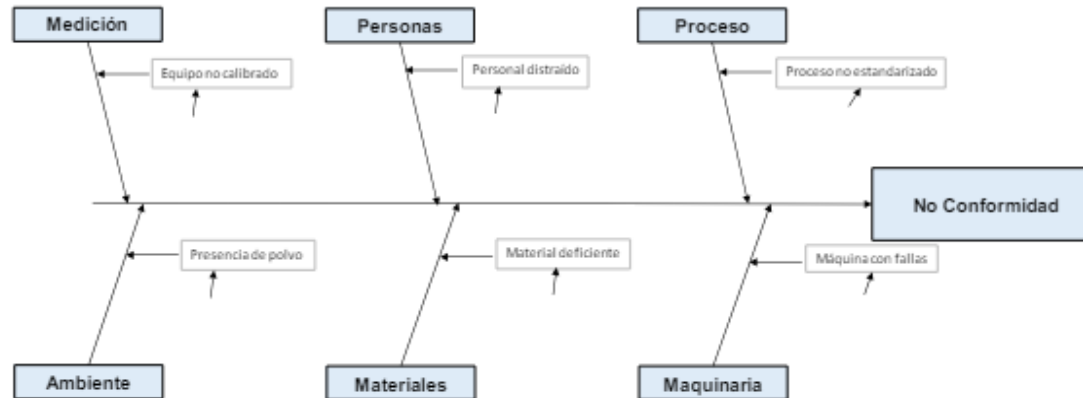 Medición
Personas
Proceso
Equipo no calibrado
Personal distraído
Proceso no estandarizado
No Conformidad
Presencia de polvo
Material deficiente
Máquina con fallas
Ambiente
Materiales
Maquinaria